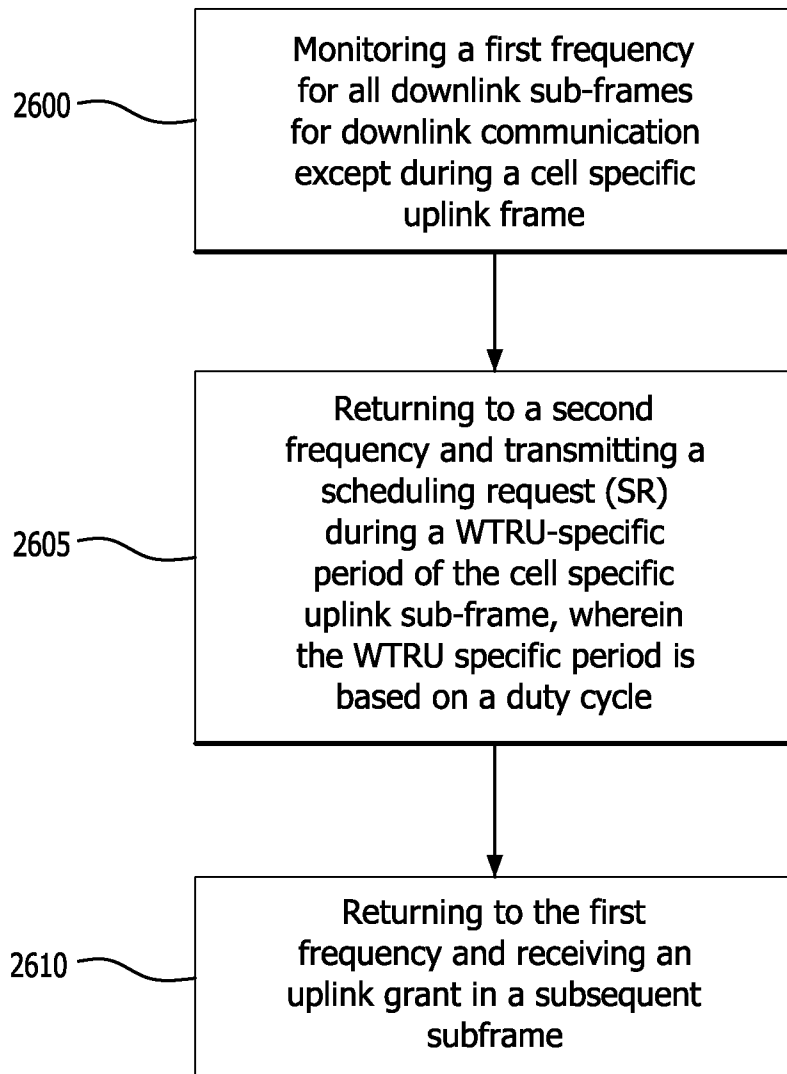 Monitoring a first frequency
for all downlink sub-frames
for downlink communication
except during a cell specific
uplink frame
2600
Returning to a second
frequency and transmitting a
scheduling request (SR)
during a WTRU-specific
period of the cell specific
uplink sub-frame, wherein
the WTRU specific period is
based on a duty cycle
2605
Returning to the first
frequency and receiving an
uplink grant in a subsequent
subframe
2610